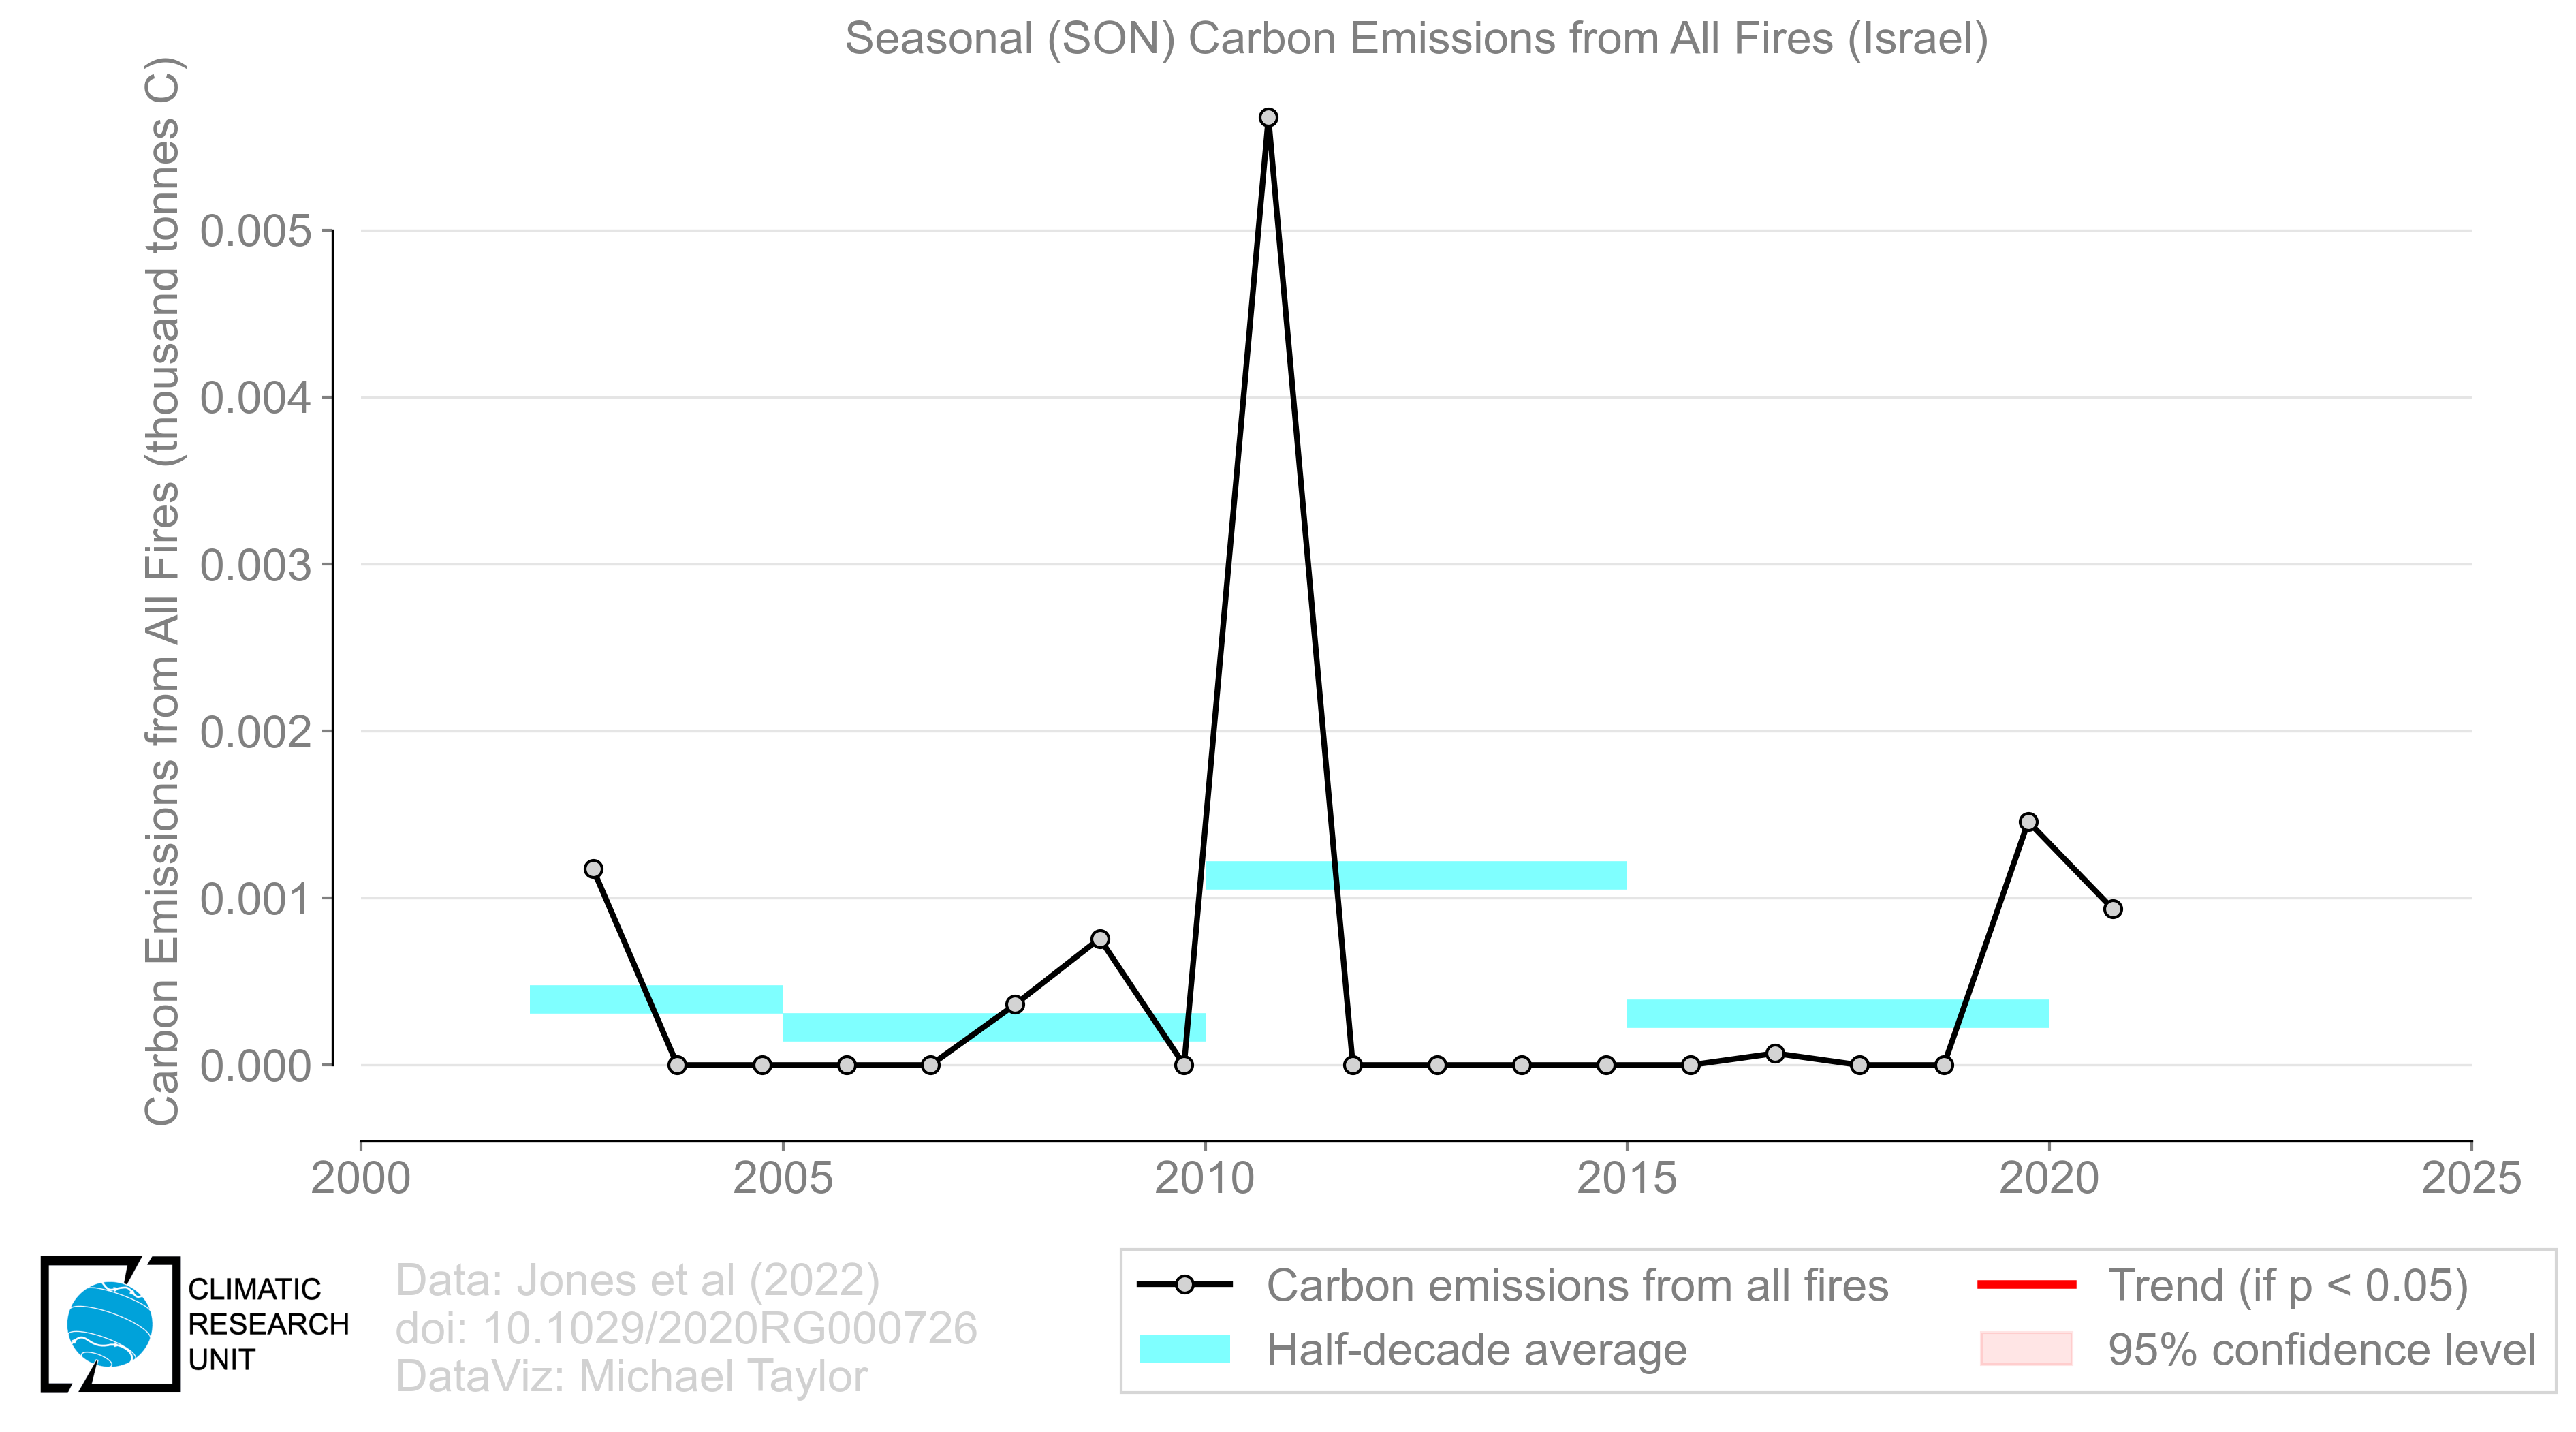 Seasonal (SON) Carbon Emissions from All Fires (Israel)
Carbon Emissions from All Fires (thousand tonnes C)
0.005
0.004
0.003
0.002
0.001
0.000
2000
2005
2010
2015
2020
2025
CLIMATIC
RESEARCH
UNIT
Data: Jones et al (2022)
doi: 10.1029/2020RG000726
DataViz: Michael Taylor
Carbon emissions from all fires
Half-decade average
Trend (if p < 0.05)
95% confidence level